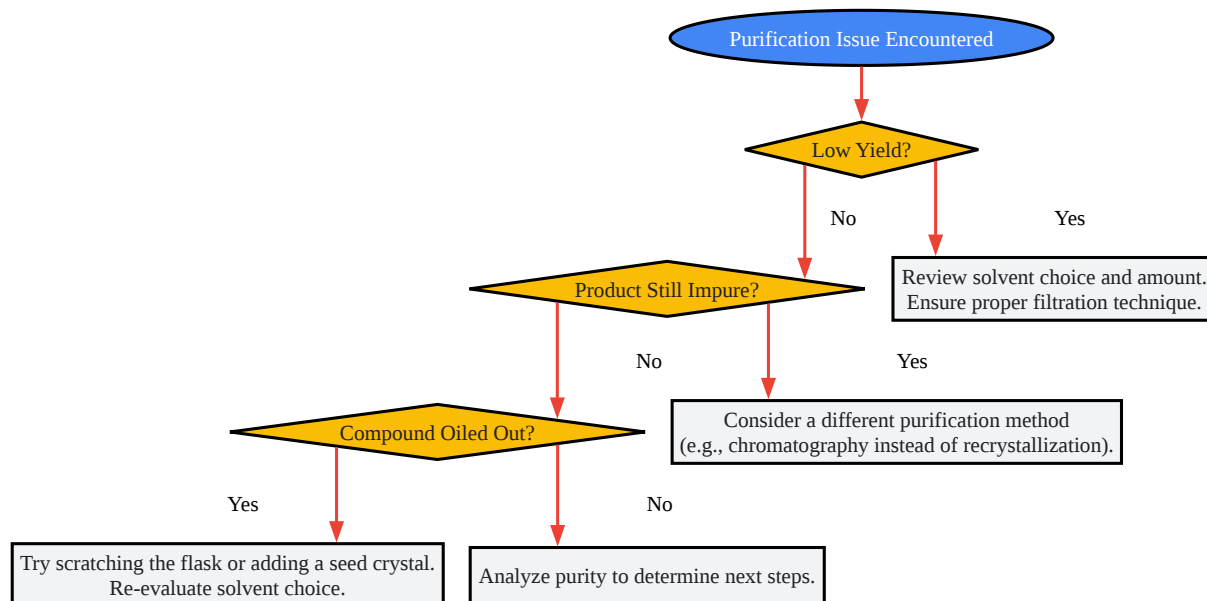 Purification Issue Encountered
Low Yield?
No
Yes
Review solvent choice and amount.
Ensure proper filtration technique.
Product Still Impure?
No
Yes
Consider a different purification method
(e.g., chromatography instead of recrystallization).
Compound Oiled Out?
Yes
No
Try scratching the flask or adding a seed crystal.
Re-evaluate solvent choice.
Analyze purity to determine next steps.